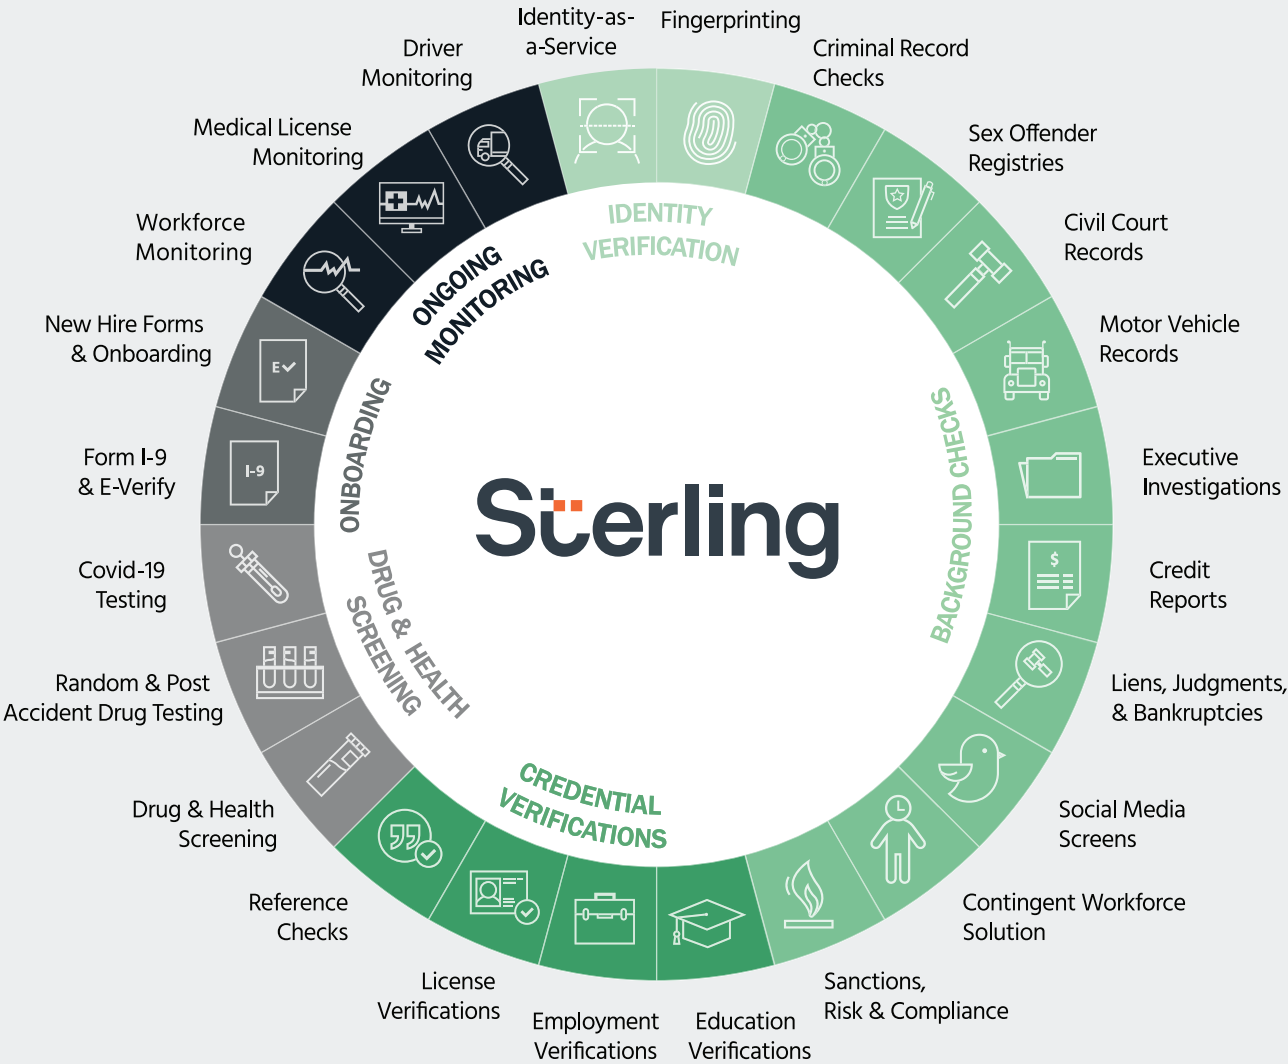 Identity-as-
a-Service
Fingerprinting
Criminal Record
Checks
Sex Offender
Registries
Civil Court
Records
Motor Vehicle
Records
Executive
Investigations
Credit
Reports
Liens, Judgments,
& Bankruptcies
Social Media
Screens
Contingent Workforce
Solution
Sanctions,
Risk & Compliance
Education
Verifications
Employment
Verifications
License
Verifications
Reference
Checks
Drug & Health
Screening
Random & Post
Accident Drug Testing
Covid-19
Testing
Form I-9
& E-Verify
New Hire Forms
& Onboarding
Workforce
Monitoring
Medical License
Monitoring
Driver
Monitoring
IDENTITY
VERIFICATION
BACKGROUND CHECKS
CREDENTIAL
VERIFICATIONS
DRUG & HEALTH
SCREENING
ONBOARDING
ONGOING
MONITORING
E
I-9
$
Sterling